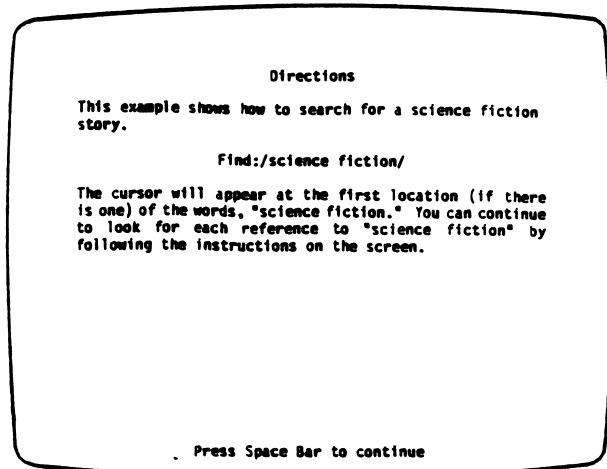 Directions
This example shows how to search for a science fiction
story.
Find:/science fiction/
The cursor will appear at the first location (if there
is one) of the words, "science fiction." You can continue
to look for each reference to "science fiction" by
following the instructions on the screen.
Press Space Bar to continue